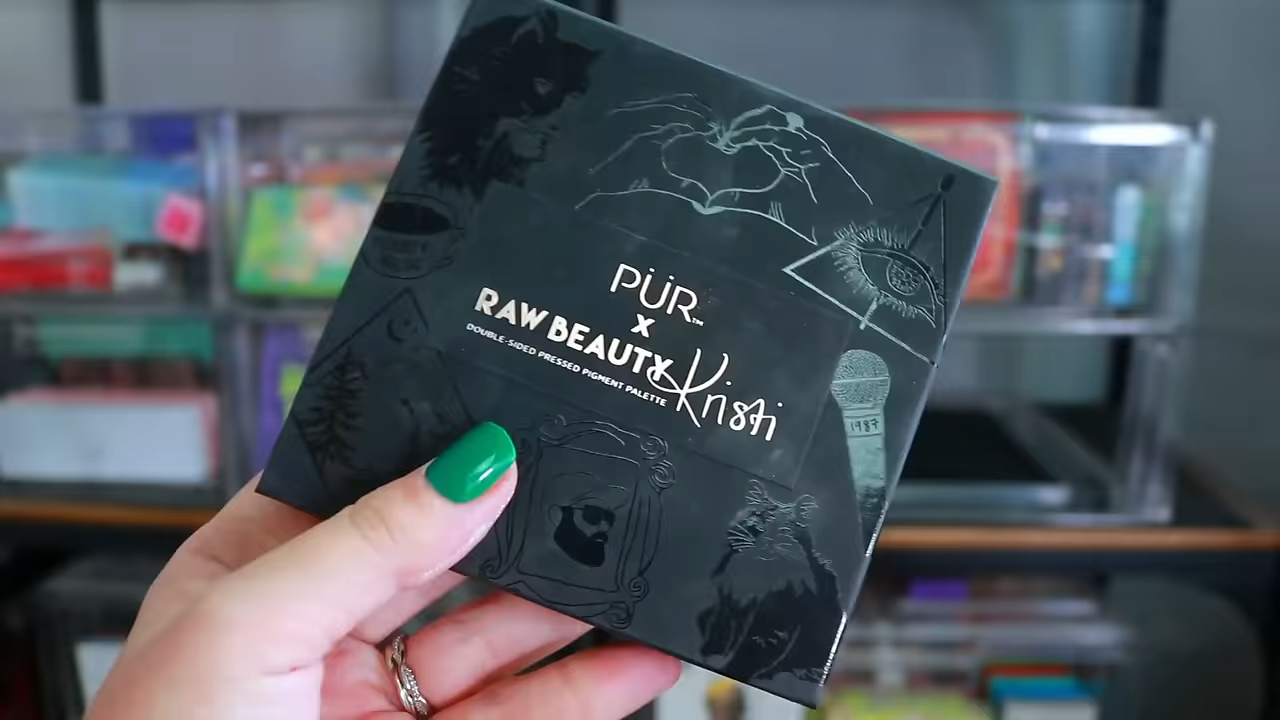 PÜR™
x
RAW BEAUTY Kristi
DOUBLE-SIDED PRESSED PIGMENT PALETTE
1987